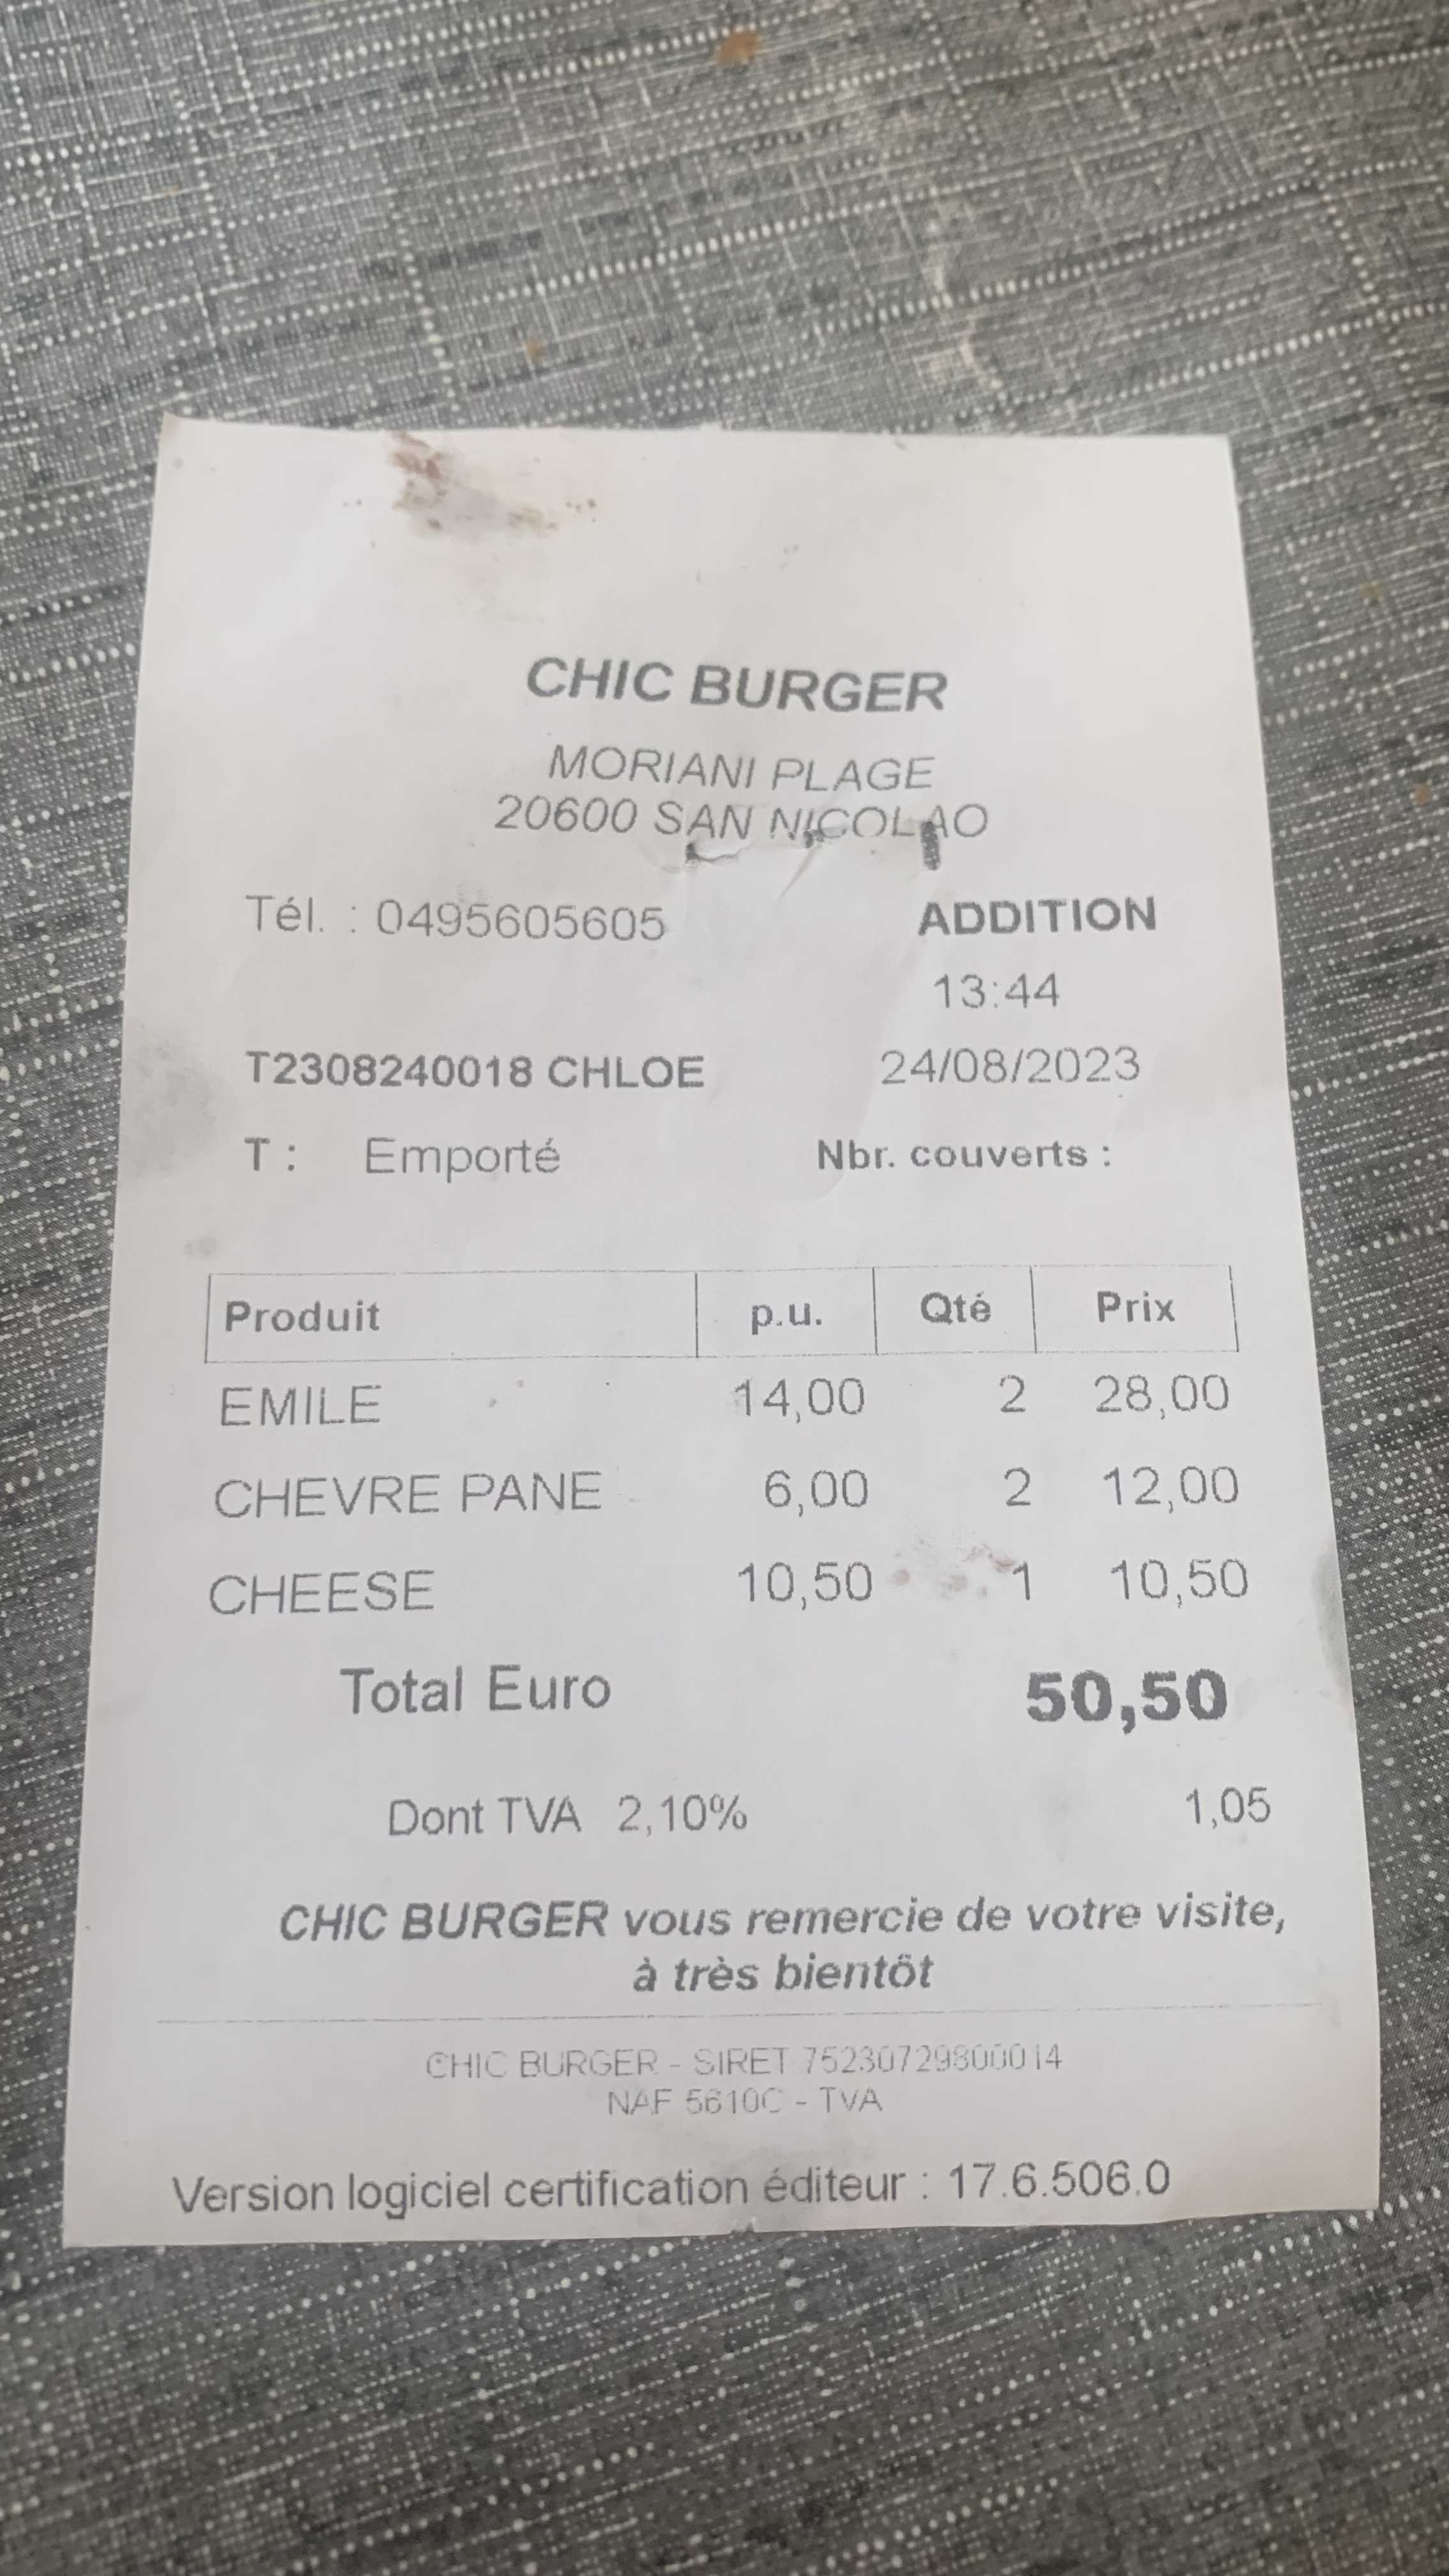 CHIC BURGER
MORIANI PLAGE
20600 SAN NICOLAO
Tél. : 0495605605 ADDITION
13:44
T2308240018 CHLOE 24/08/2023
T : Emporté Nbr. couverts :
Produit p.u. Qté Prix
EMILE 14,00 2 28,00
CHEVRE PANE 6,00 2 12,00
CHEESE 10,50 1 10,50
Total Euro 50,50
Dont TVA 2,10% 1,05
CHIC BURGER vous remercie de votre visite,
à très bientôt
CHIC BURGER - SIRET 75230729800014
NAF 5610C - TVA
Version logiciel certification éditeur : 17.6.506.0